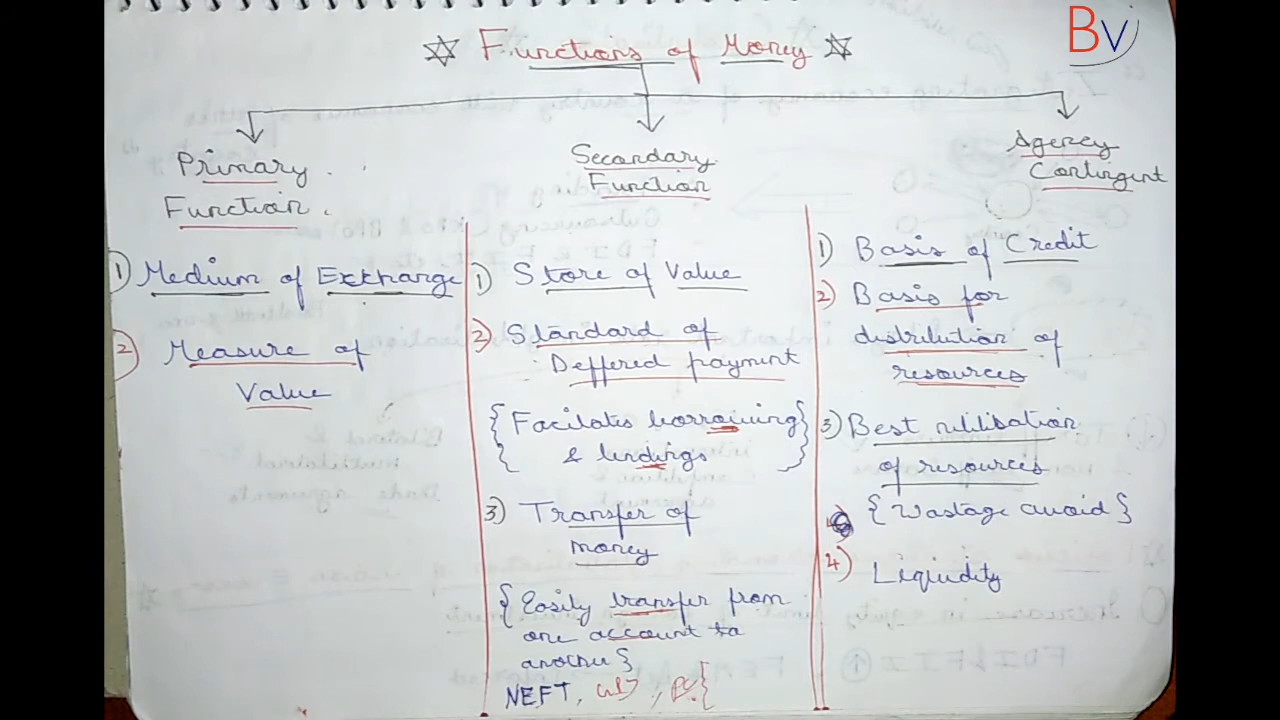 BV
Functions of Money
Primary
Function
1) Medium of Exchange
2) Measure of
Value
Secondary
Function
1) Store of Value
2) Standard of
Deffered payment
{Facilates borrowing}
& lendings
3) Transfer of
money
{Easily transfer from
one account to
another}
NEFT,
Agency
Contingent
1) Basis of Credit
2) Basis for
distribution of
resources
3) Best utilisation
of resources
{Wastage avoid}
4) Liquidity